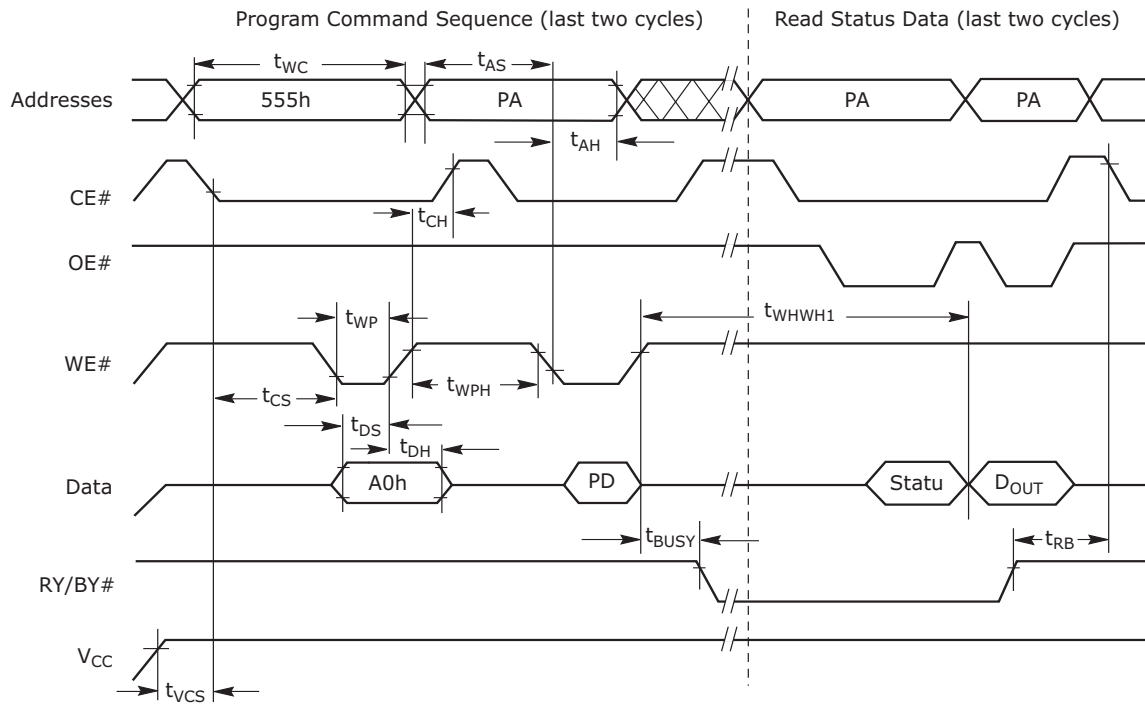 Program Command Sequence (last two cycles)
Read Status Data (last two cycles)
tWC
tAS
Addresses
555h
PA
PA
PA
tAH
CE#
tCH
OE#
tWP
tWHWH1
WE#
tCS
tWPH
tDS
tDH
Data
A0h
PD
Statu
DOUT
tBUSY
tRB
RY/BY#
VCC
tVCS